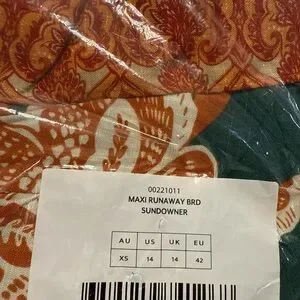 00221011
MAXI RUNAWAY BRD
SUNDOWNER
AU US UK EU
XS 14 14 42